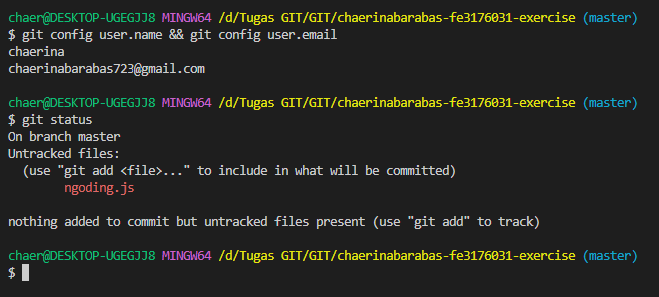 chaer@DESKTOP-UGEGJJ8 MINGW64 /d/Tugas GIT/GIT/chaerinabarabas-fe3176031-exercise (master)
$ git config user.name && git config user.email
chaerina
chaerinabarabas723@gmail.com
chaer@DESKTOP-UGEGJJ8 MINGW64 /d/Tugas GIT/GIT/chaerinabarabas-fe3176031-exercise (master)
$ git status
On branch master
Untracked files:
  (use "git add <file>..." to include in what will be committed)
        ngoding.js
nothing added to commit but untracked files present (use "git add" to track)
chaer@DESKTOP-UGEGJJ8 MINGW64 /d/Tugas GIT/GIT/chaerinabarabas-fe3176031-exercise (master)
$